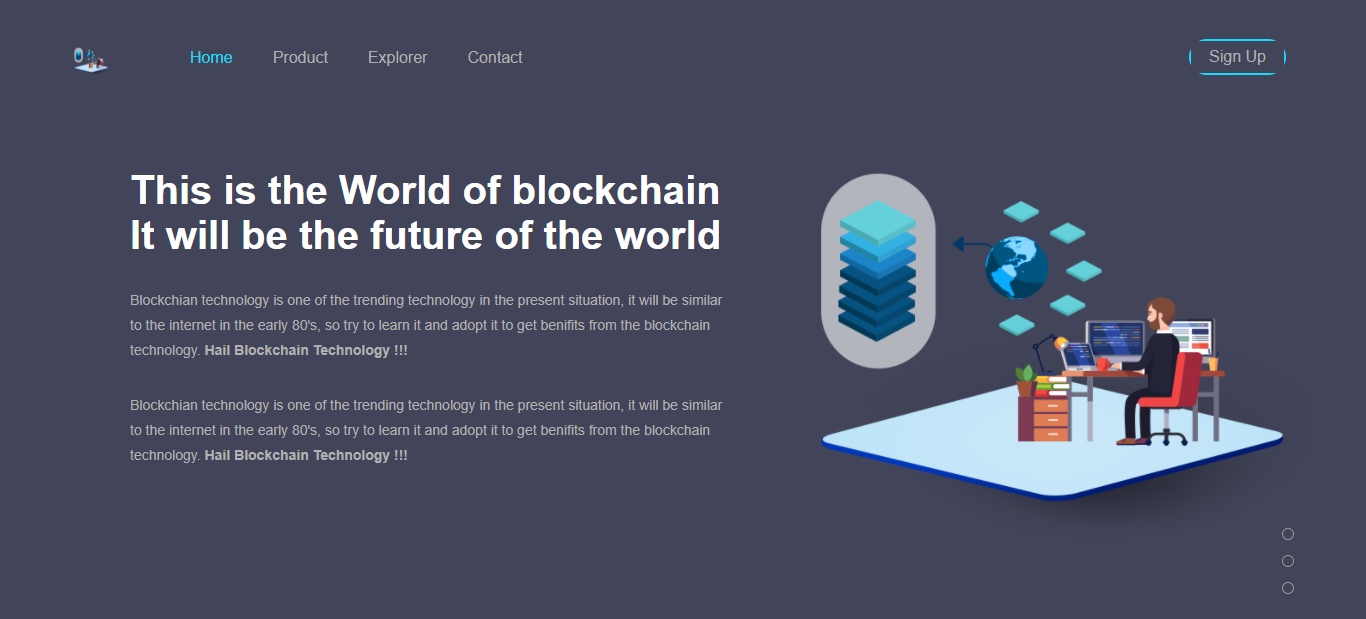 Home Product Explorer Contact Sign Up
This is the World of blockchain
It will be the future of the world
Blockchian technology is one of the trending technology in the present situation, it will be similar
to the internet in the early 80's, so try to learn it and adopt it to get benifits from the blockchain
technology. Hail Blockchain Technology !!!
Blockchian technology is one of the trending technology in the present situation, it will be similar
to the internet in the early 80's, so try to learn it and adopt it to get benifits from the blockchain
technology. Hail Blockchain Technology !!!